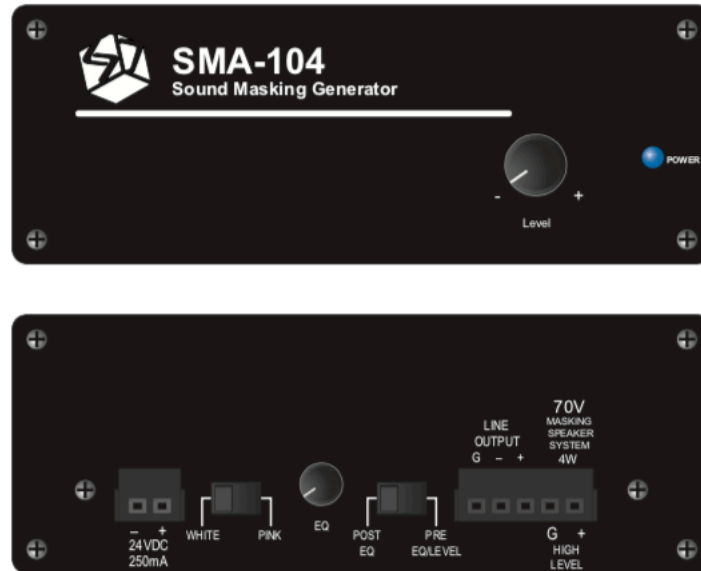 SMA-104
Sound Masking Generator
POWER
- +
Level
70V
MASKING
SPEAKER
SYSTEM
4W
LINE
OUTPUT
G – +
– +
24VDC
250mA
WHITE
PINK
EQ
POST
EQ
PRE
EQ/LEVEL
G +
HIGH
LEVEL